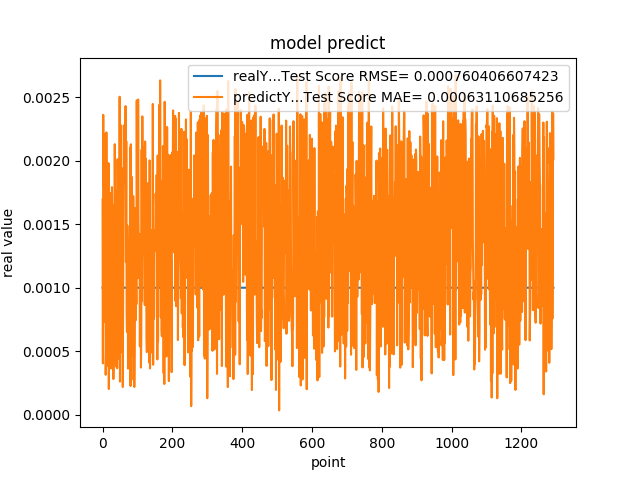 model predict
realY...Test Score RMSE= 0.000760406607423
predictY...Test Score MAE= 0.00063110685256
real value
0.0025
0.0020
0.0015
0.0010
0.0005
0.0000
0 200 400 600 800 1000 1200
point